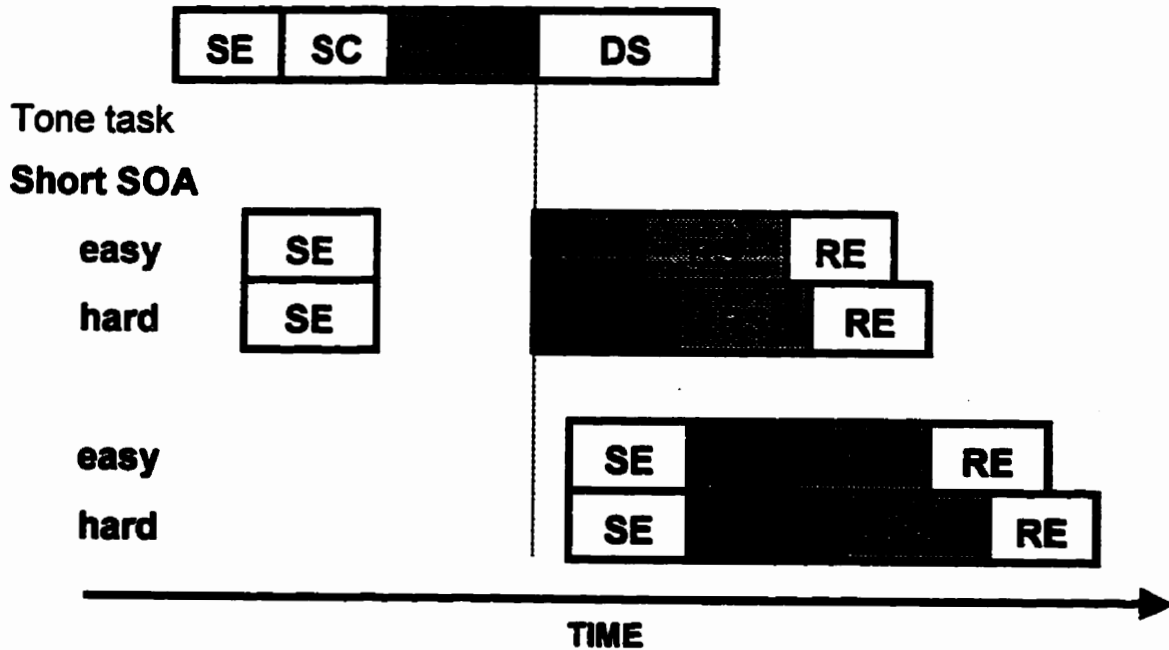 SE SC DS
Tone task
Short SOA
easy SE RE
hard SE RE
easy SE RE
hard SE RE
TIME